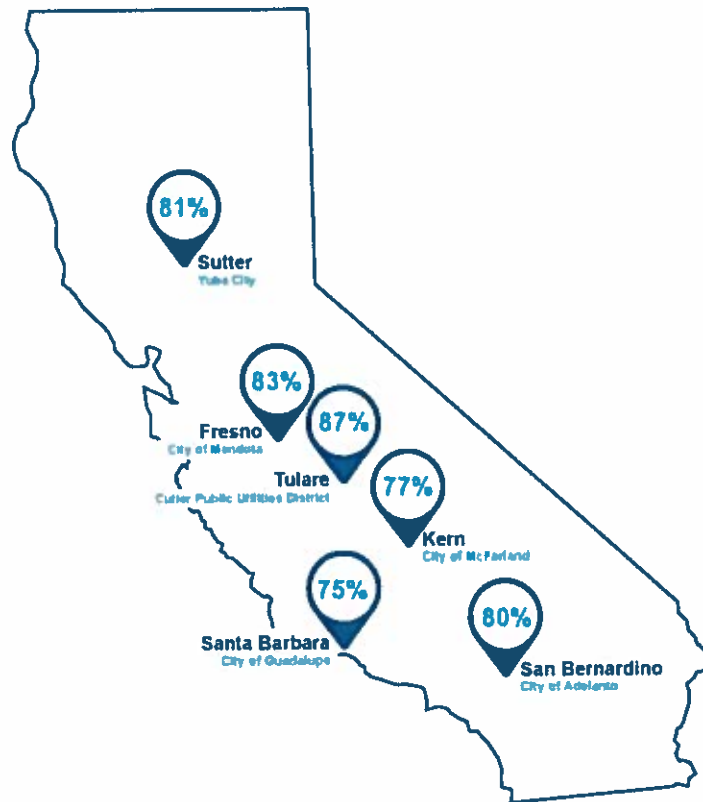 81%
Sutter
Yuba City
83%
Fresno
City of Mendota
87%
Tulare
Cutler Public Utilities District
77%
Kern
City of McFarland
75%
Santa Barbara
City of Guadalupe
80%
San Bernardino
City of Adelanto